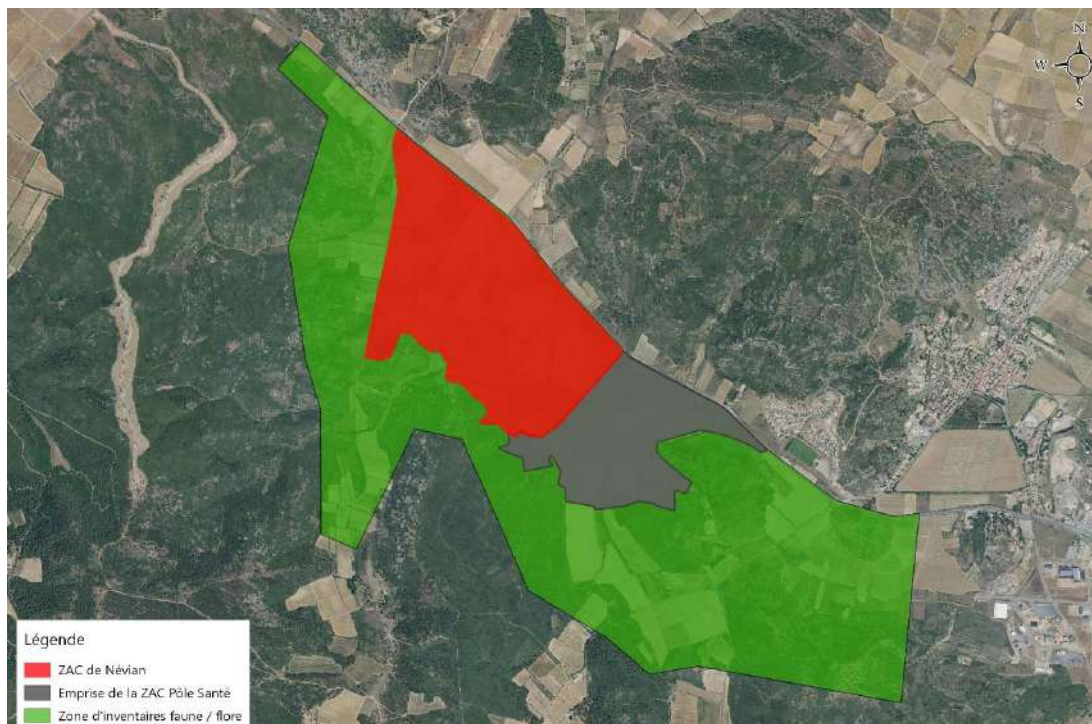 N
W
S
Légende
ZAC de Névian
Emprise de la ZAC Pôle Santé
Zone d'inventaires faune / flore